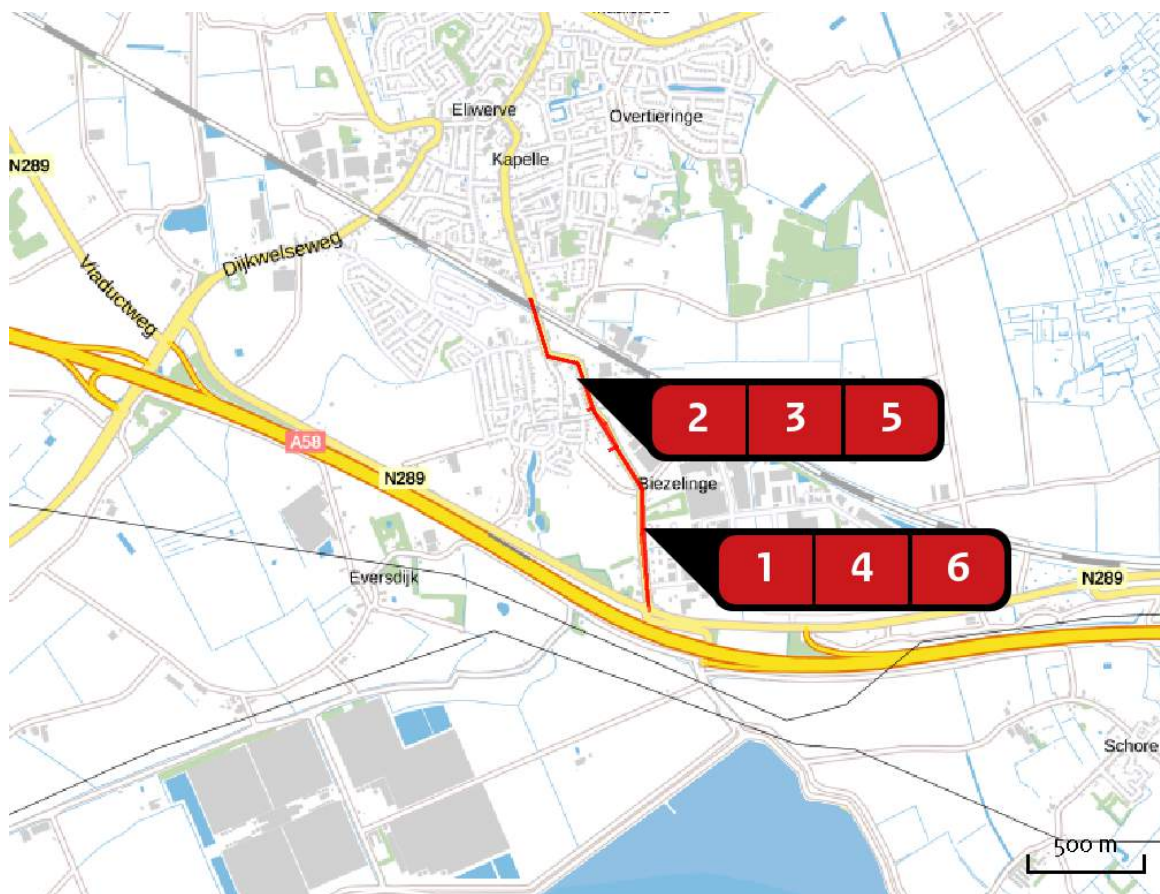 Eliwerve
Overtieringe
Kapelle
N289
Dijkwelseweg
Viaductweg
2 3 5
A58
N289
Biezelinge
1 4 6
Eversdijk
N289
Schore
500 m